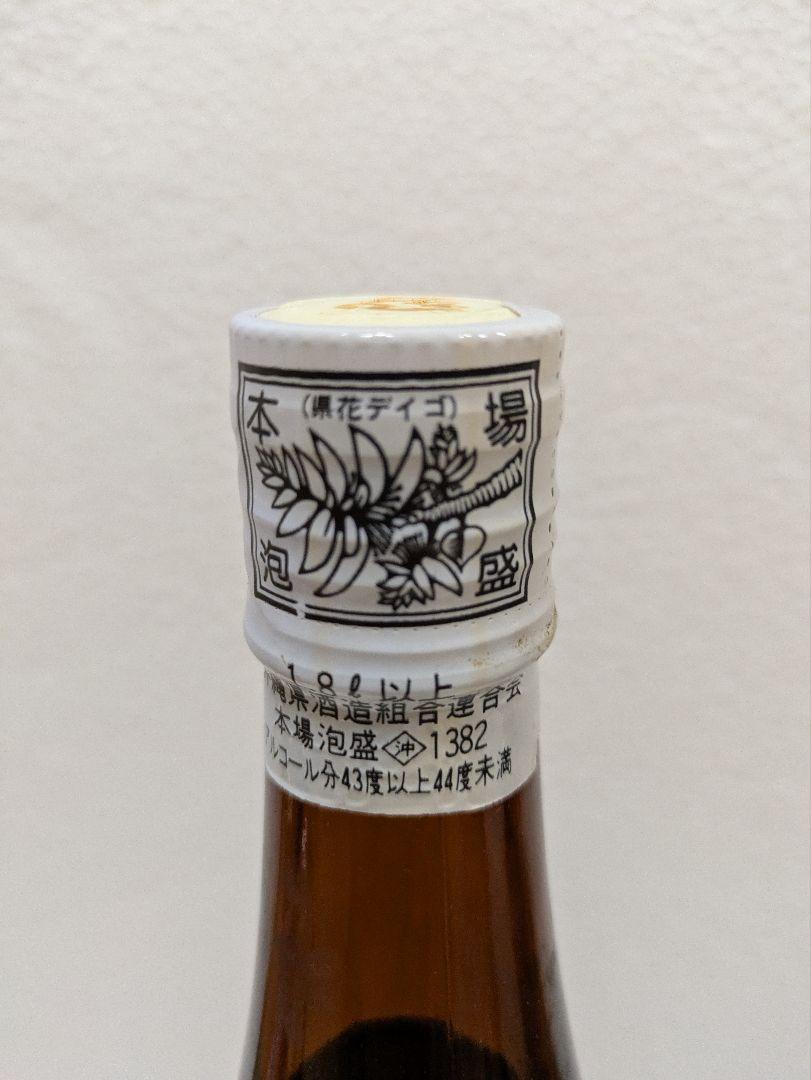 本 (県花デイゴ) 場
泡 盛
1.8ℓ以上
沖縄県酒造組合連合会
本場泡盛 沖 1382
アルコール分43度以上44度未満